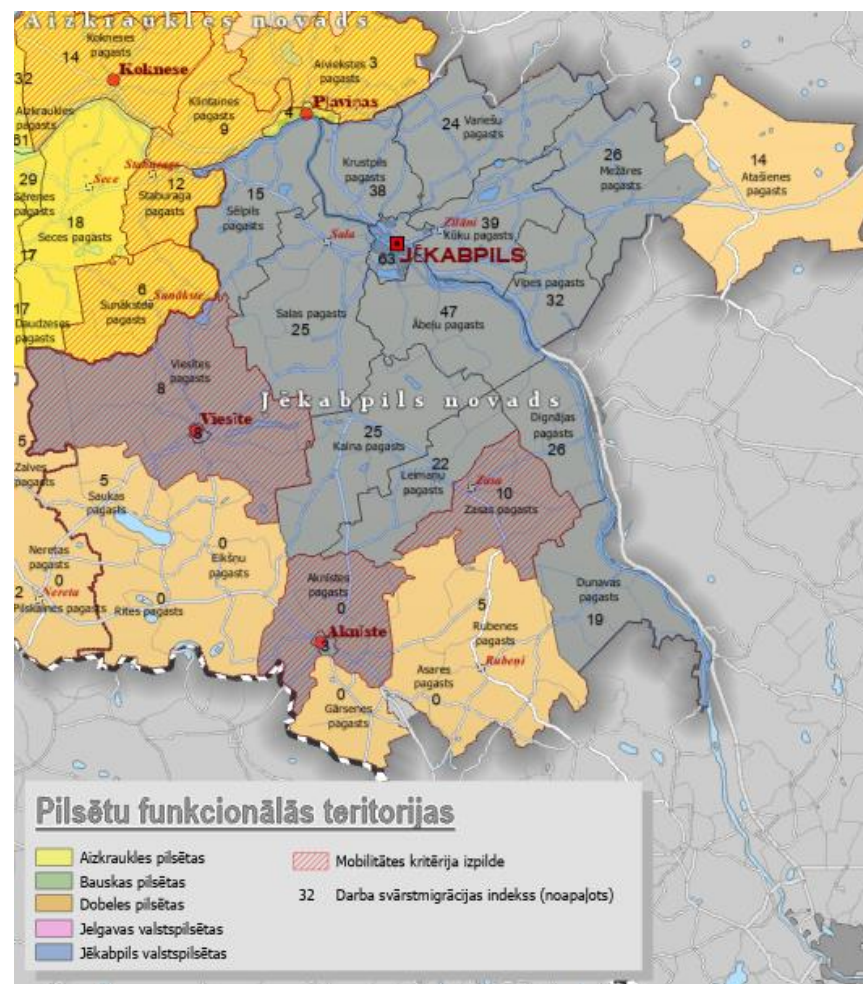 Aizkraukles novads
Kokneses
pagasts
14
Koknese
Aiviekstes 3
pagasts
32
Aizkraukles
pagasts
61
Klintaines
pagasts
9
4
Pļaviņas
24 Variešu
pagasts
26
Mežāres
pagasts
14
Atašienes
pagasts
Krustpils
pagasts
38
29
Sērenes
pagasts
Sece
18
Seces pagasts
17
Staburags
12
Staburaga
pagasts
15
Sēlpils
pagasts
Sala
Zīlāni 39
Kūku pagasts
63 JĒKABPILS
Vīpes pagasts
32
17
Daudzeses
pagasts
6
Sunākstes
pagasts
Sunākste
Salas pagasts
25
47
Ābeļu pagasts
Viesītes
pagasts
8
Viesīte
8
Jēkabpils novads
Dignājas
pagasts
26
25
Kalna pagasts
22
Leimaņu
pagasts
Zasa
10
Zasas pagasts
5
Zalves
pagasts
5
Saukas
pagasts
0
Elkšņu
pagasts
Neretas
pagasts
0
Nereta
2
Pilskalnes pagasts
0
Rites pagasts
Aknīstes
pagasts
0
Aknīste
3
Dunavas
pagasts
19
5
Rubenes
pagasts
Rubeņi
Asares
pagasts
0
0
Gārsenes
pagasts
Pilsētu funkcionālās teritorijas
Aizkraukles pilsētas
Bauskas pilsētas
Dobeles pilsētas
Jelgavas valstspilsētas
Jēkabpils valstspilsētas
Mobilitātes kritērija izpilde
32 Darba svārstmigrācijas indekss (noapaļots)